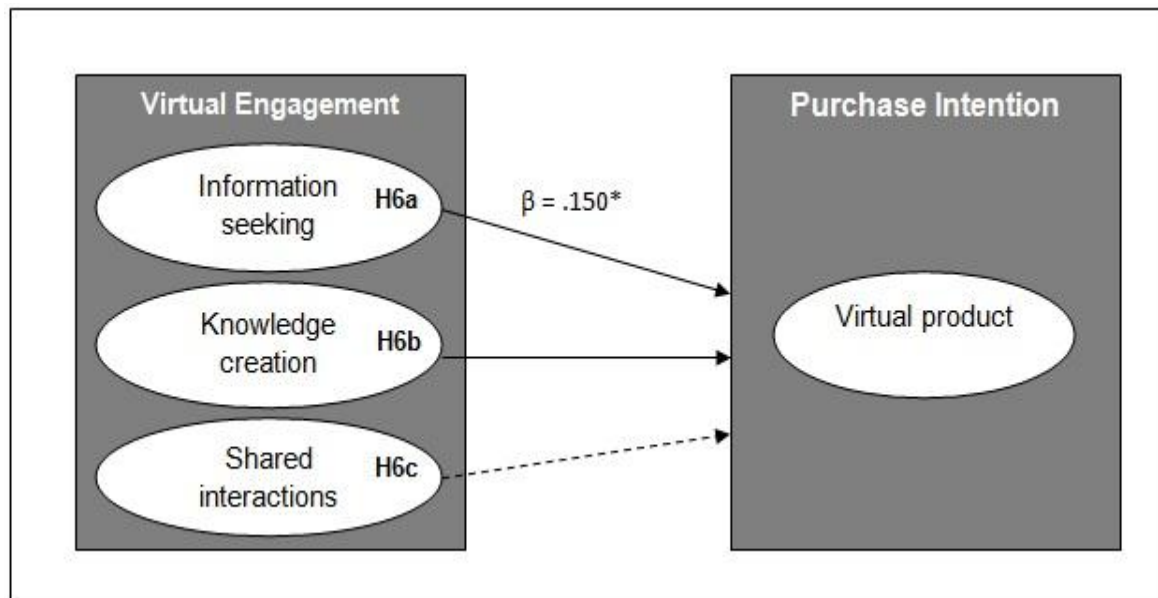 Virtual Engagement
Information
seeking
H6a
Knowledge
creation
H6b
Shared
interactions
H6c
β = .150*
Purchase Intention
Virtual product